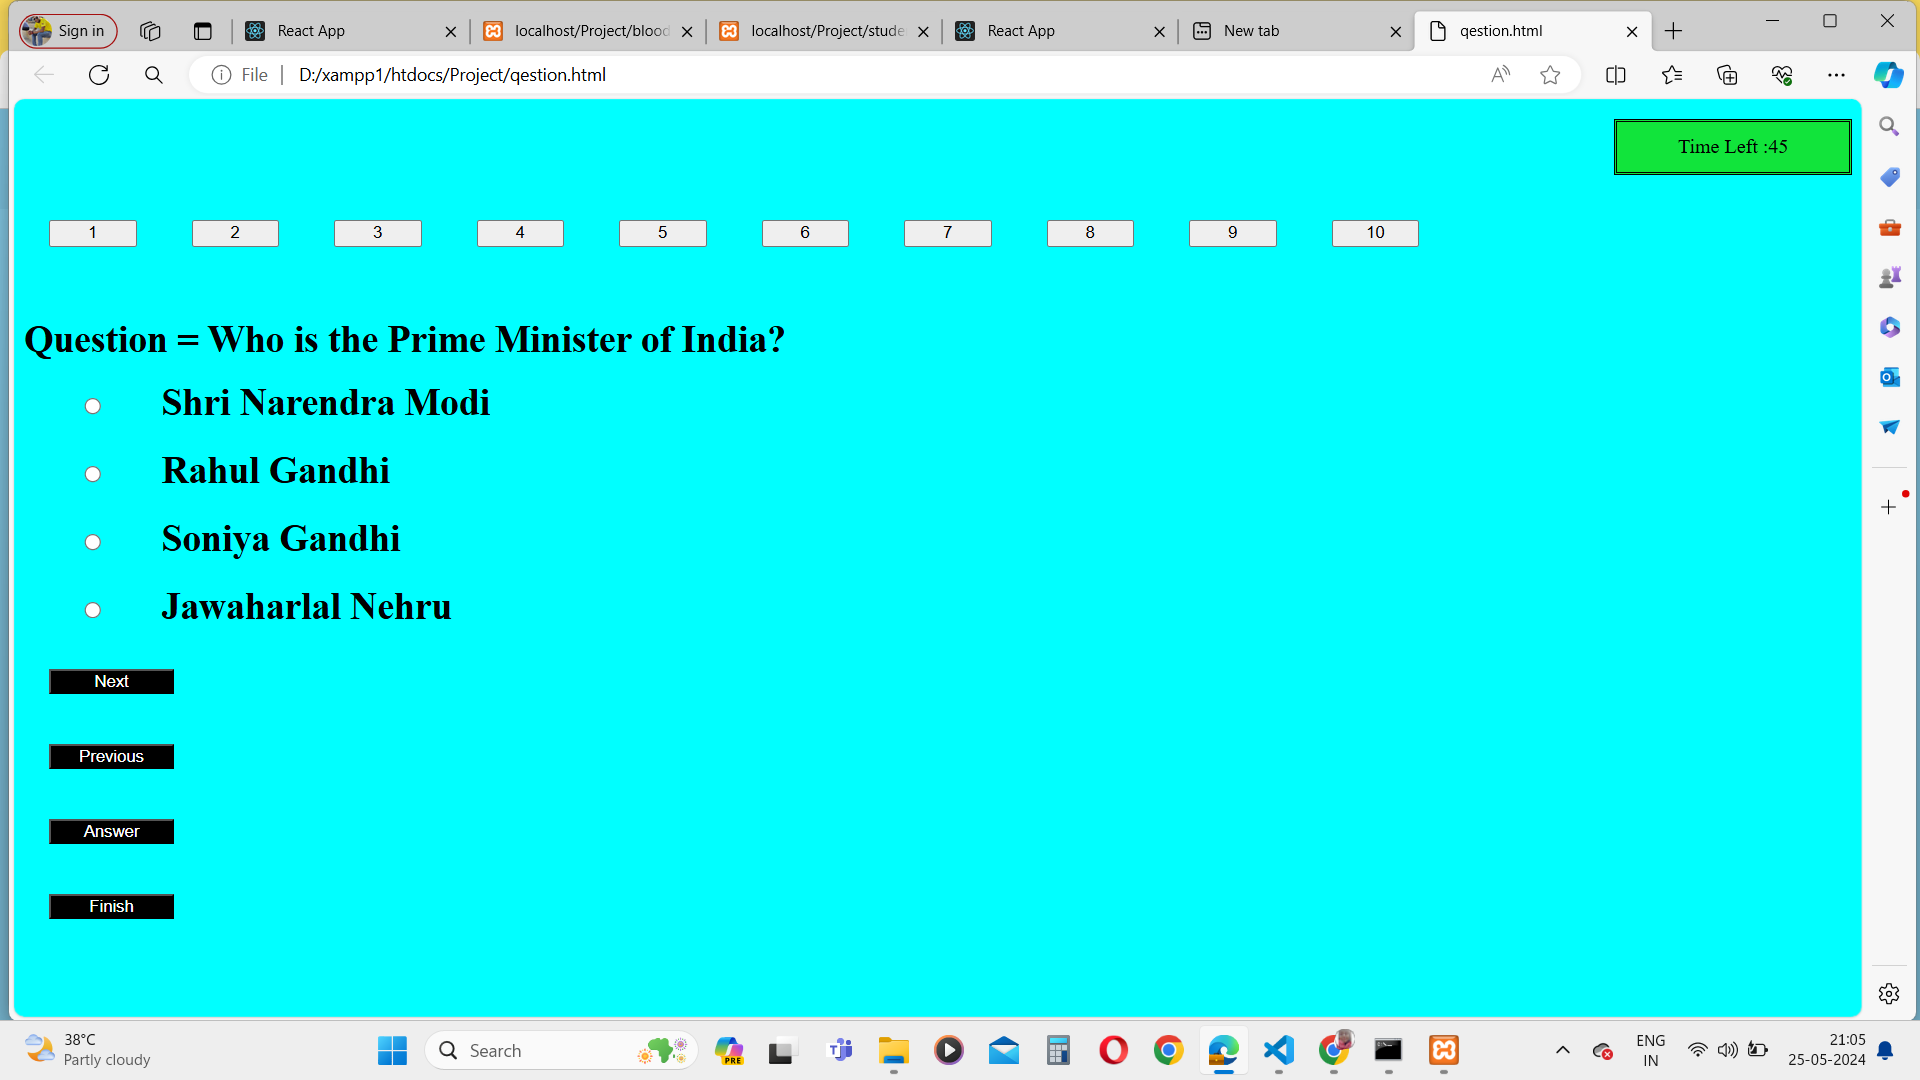 Sign in
React App
localhost/Project/blood
localhost/Project/stude
React App
New tab
qestion.html
File
D:/xampp1/htdocs/Project/qestion.html
Time Left :45
1 2 3 4 5 6 7 8 9 10
Question = Who is the Prime Minister of India?
Shri Narendra Modi
Rahul Gandhi
Soniya Gandhi
Jawaharlal Nehru
Next
Previous
Answer
Finish
38°C
Partly cloudy
Search
PRE
ENG
IN
21:05
25-05-2024